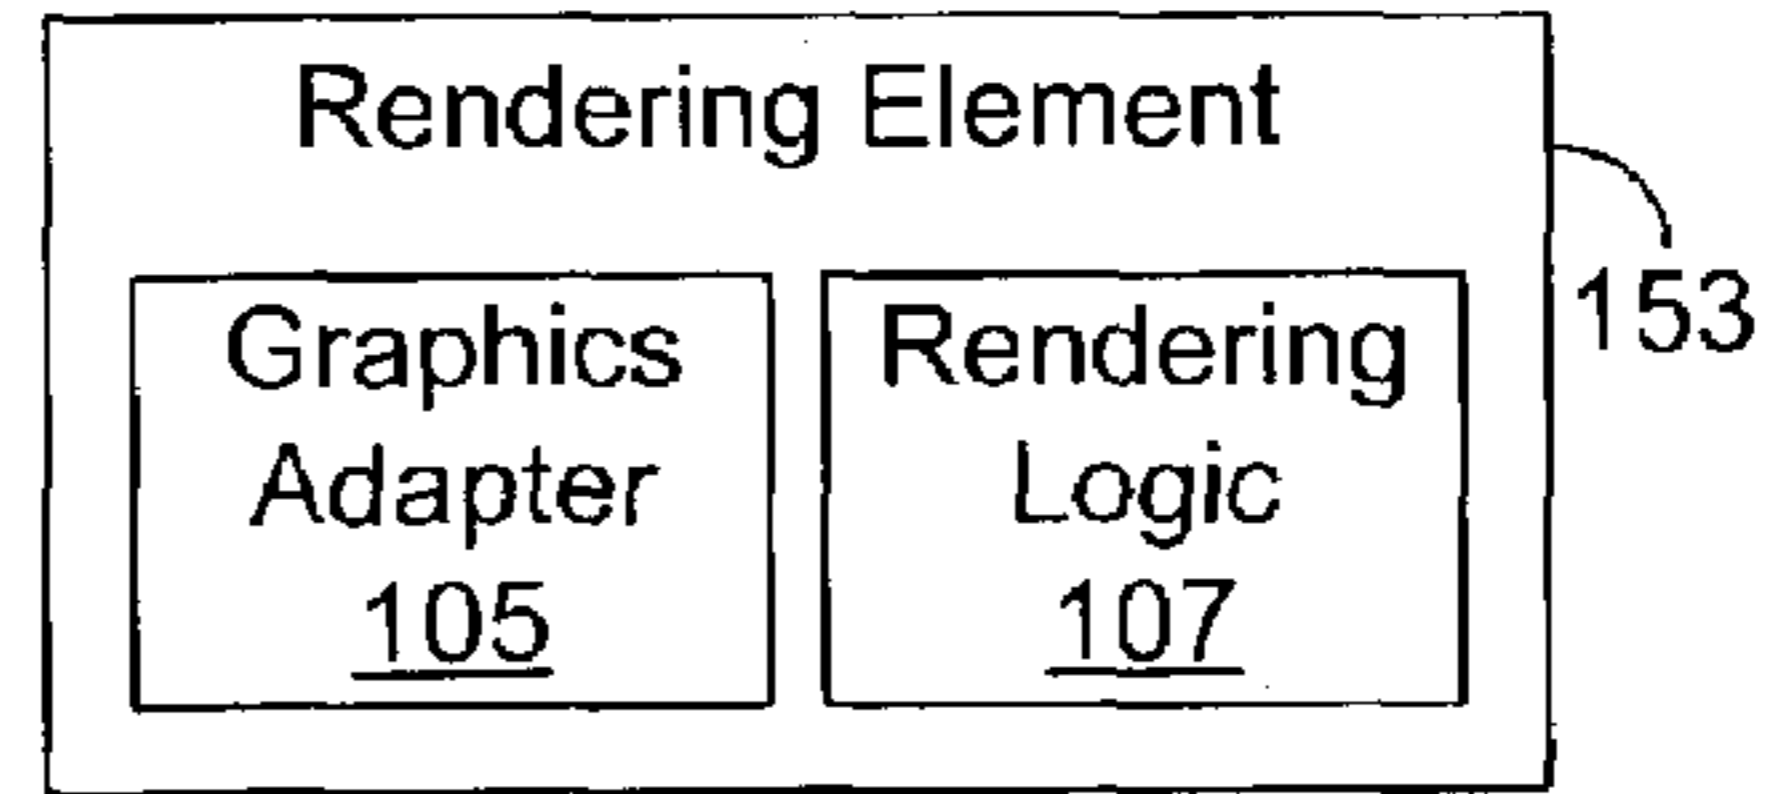 Rendering Element
Graphics
Adapter
105
Rendering
Logic
107
153